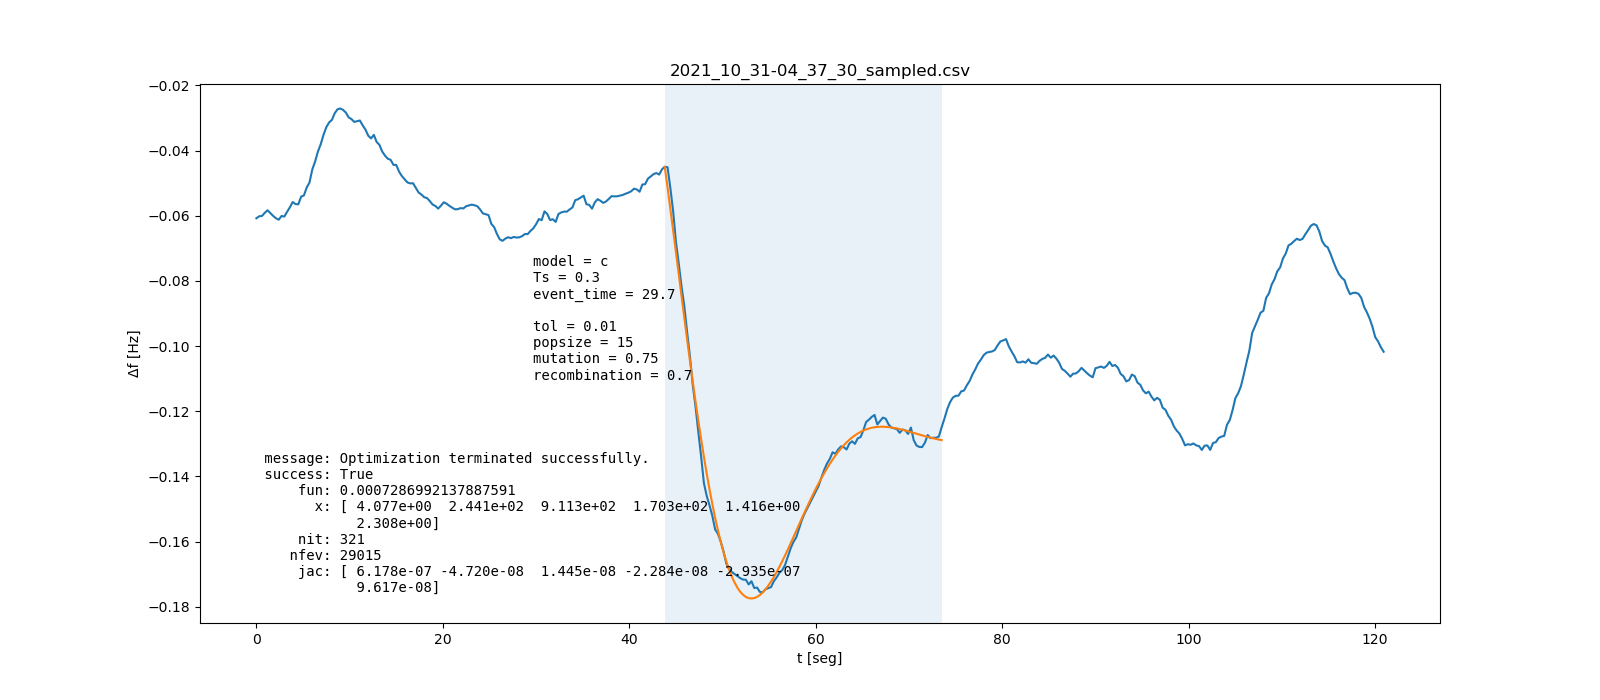 2021_10_31-04_37_30_sampled.csv
−0.02
−0.04
−0.06
−0.08
−0.10
−0.12
−0.14
−0.16
−0.18
Δf [Hz]
model = c
Ts = 0.3
event_time = 29.7
tol = 0.01
popsize = 15
mutation = 0.75
recombination = 0.7
message: Optimization terminated successfully.
success: True
fun: 0.0007286992137887591
x: [ 4.077e+00  2.441e+02  9.113e+02  1.703e+02  1.416e+00
2.308e+00]
nit: 321
nfev: 29015
jac: [ 6.178e-07 -4.720e-08  1.445e-08 -2.284e-08 -2.935e-07
9.617e-08]
0 20 40 60 80 100 120
t [seg]